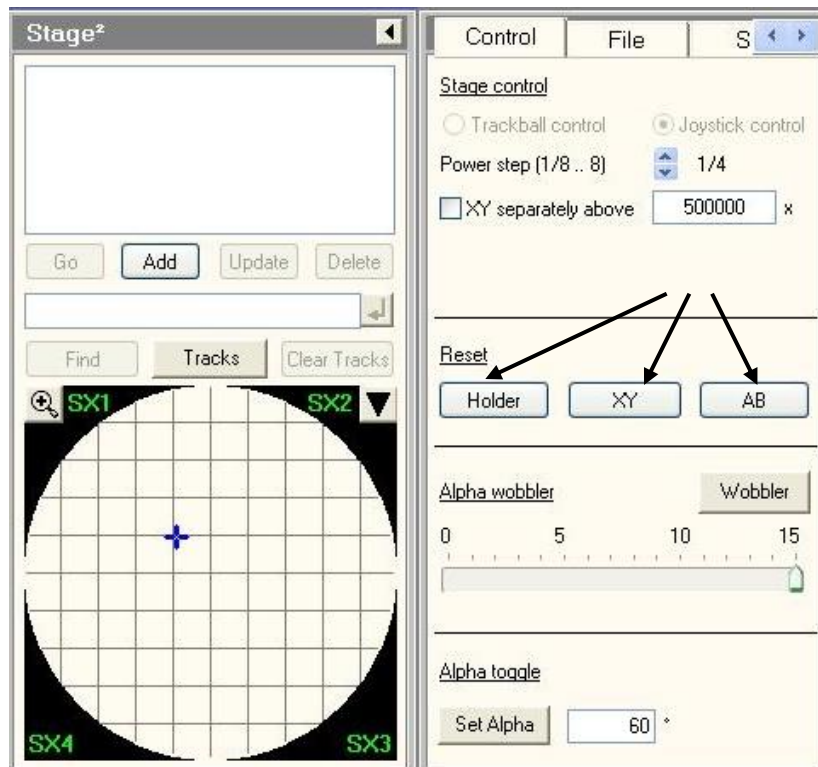 Stage²
Go Add Update Delete
Find Tracks Clear Tracks
SX1 SX2
SX4 SX3
Control File S
Stage control
Trackball control Joystick control
Power step (1/8 .. 8) 1/4
XY separately above 500000 x
Reset
Holder XY AB
Alpha wobbler Wobbler
0 5 10 15
Alpha toggle
Set Alpha 60 °